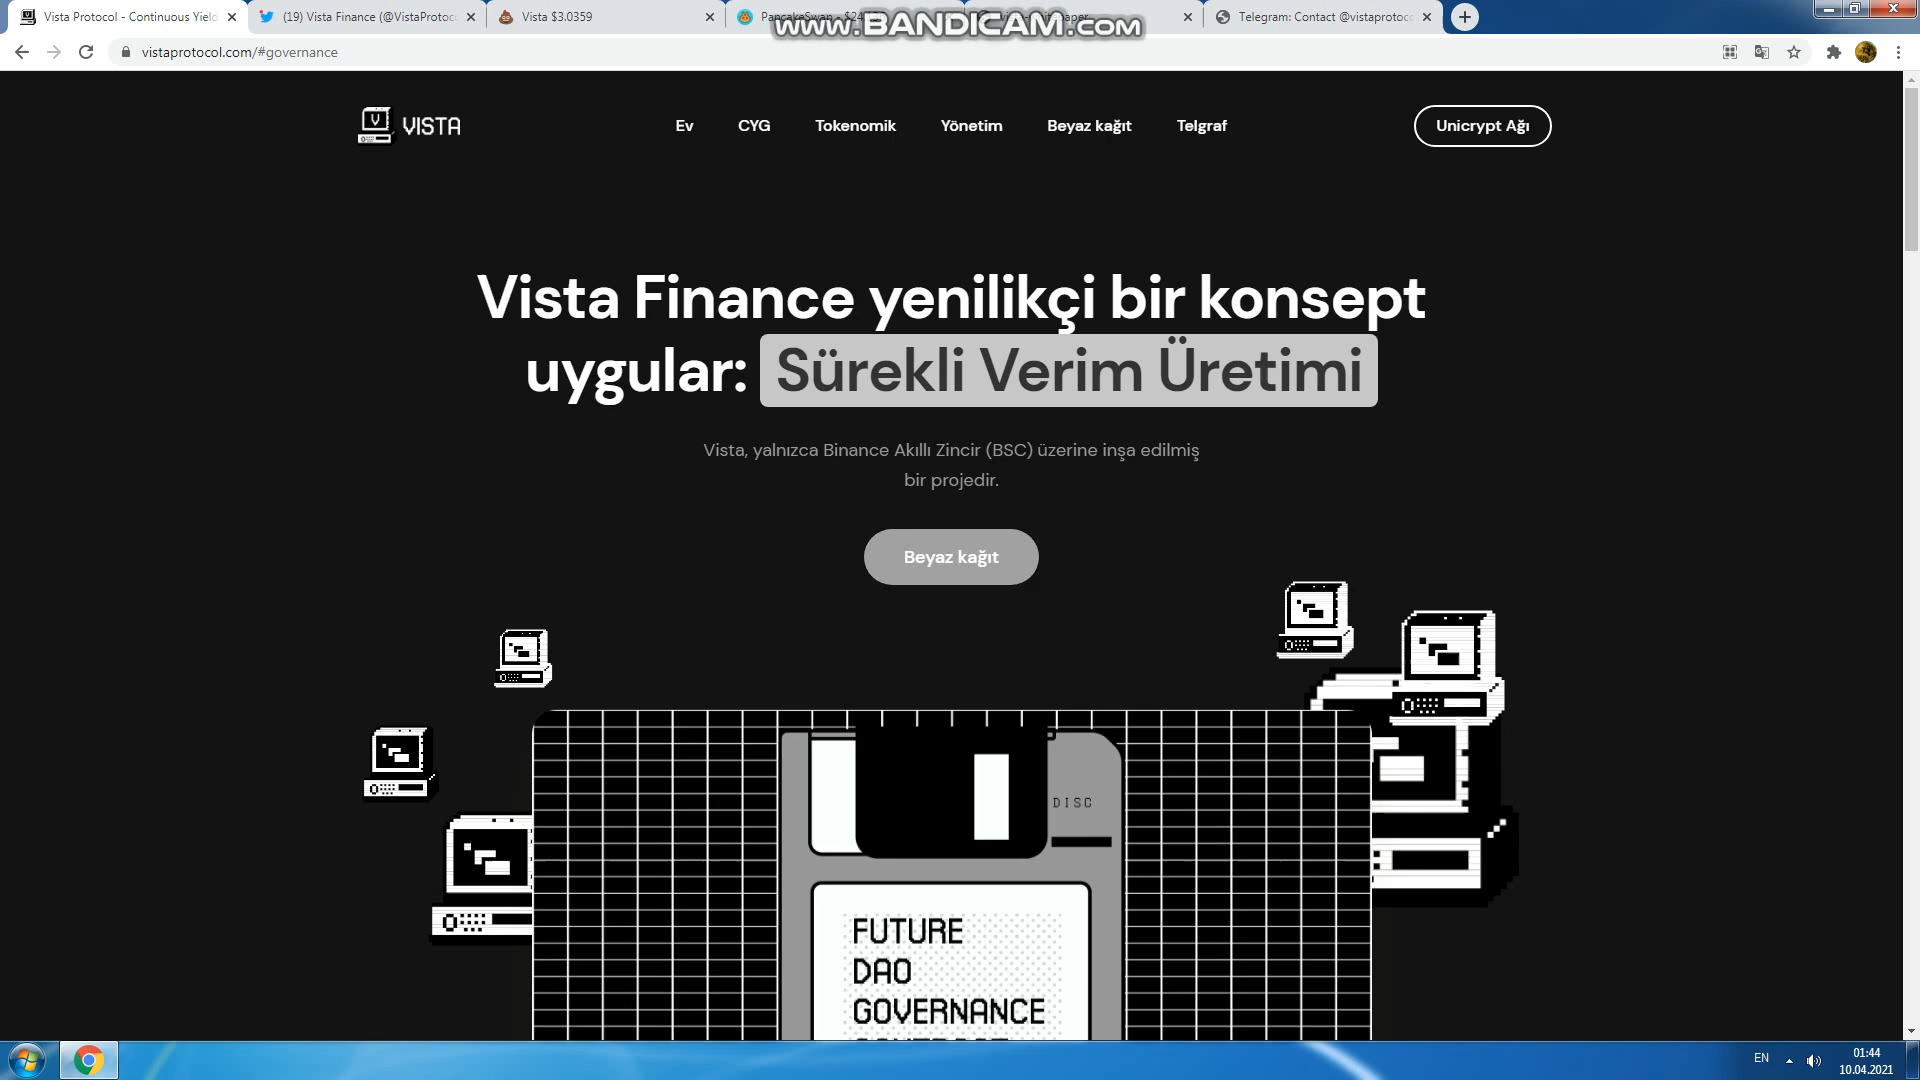 Vista Protocol - Continuous Yield
(19) Vista Finance (@VistaProtoco
Vista $3.0359
PancakeSwap - $24
Telegram: Contact @vistaprotoco
www.BANDICAM.com
vistaprotocol.com/#governance
VISTA
Ev
CYG
Tokenomik
Yönetim
Beyaz kağıt
Telgraf
Unicrypt Ağı
Vista Finance yenilikçi bir konsept
uygular: Sürekli Verim Üretimi
Vista, yalnızca Binance Akıllı Zincir (BSC) üzerine inşa edilmiş
bir projedir.
Beyaz kağıt
DISC
FUTURE
DAO
GOVERNANCE
EN
01:44
10.04.2021